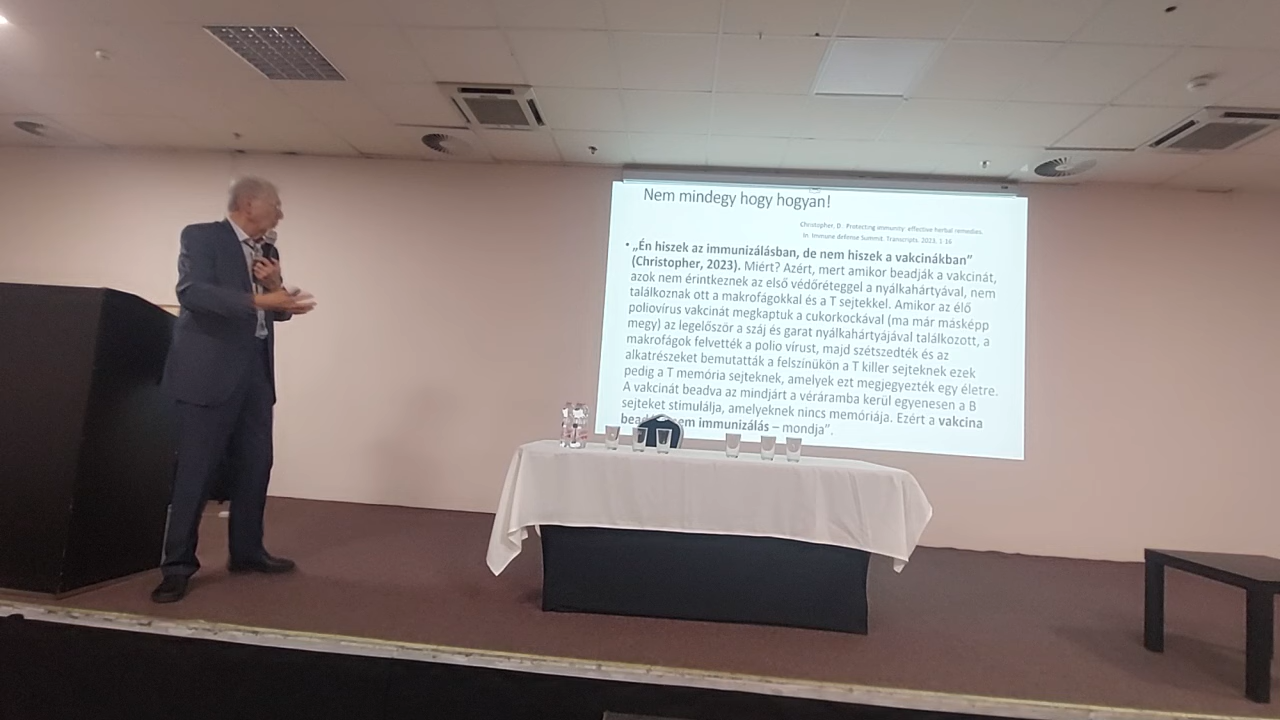 Nem mindegy hogy hogyan!
Christopher, D. Protecting immunity: effective herbal remedies.
In. Immune defense Summit. Transcripts. 2023. 1 16
• „Én hiszek az immunizálásban, de nem hiszek a vakcinákban”
(Christopher, 2023). Miért? Azért, mert amikor beadják a vakcinát,
azok nem érintkeznek az első védőréteggel a nyálkahártyával, nem
találkoznak ott a makrofágokkal és a T sejtekkel. Amikor az élő
poliovírus vakcinát megkaptuk a cukorkockával (ma már másképp
megy) az legelőször a száj és garat nyálkahártyájával találkozott, a
makrofágok felvették a polio vírust, majd szétszedték és az
alkatrészeket bemutatták a felszínükön a T killer sejteknek ezek
pedig a T memória sejteknek, amelyek ezt megjegyezték egy életre.
A vakcinát beadva az mindjárt a véráramba kerül egyenesen a B
sejteket stimulálja, amelyeknek nincs memóriája. Ezért a vakcina
nem immunizálás – mondja”.